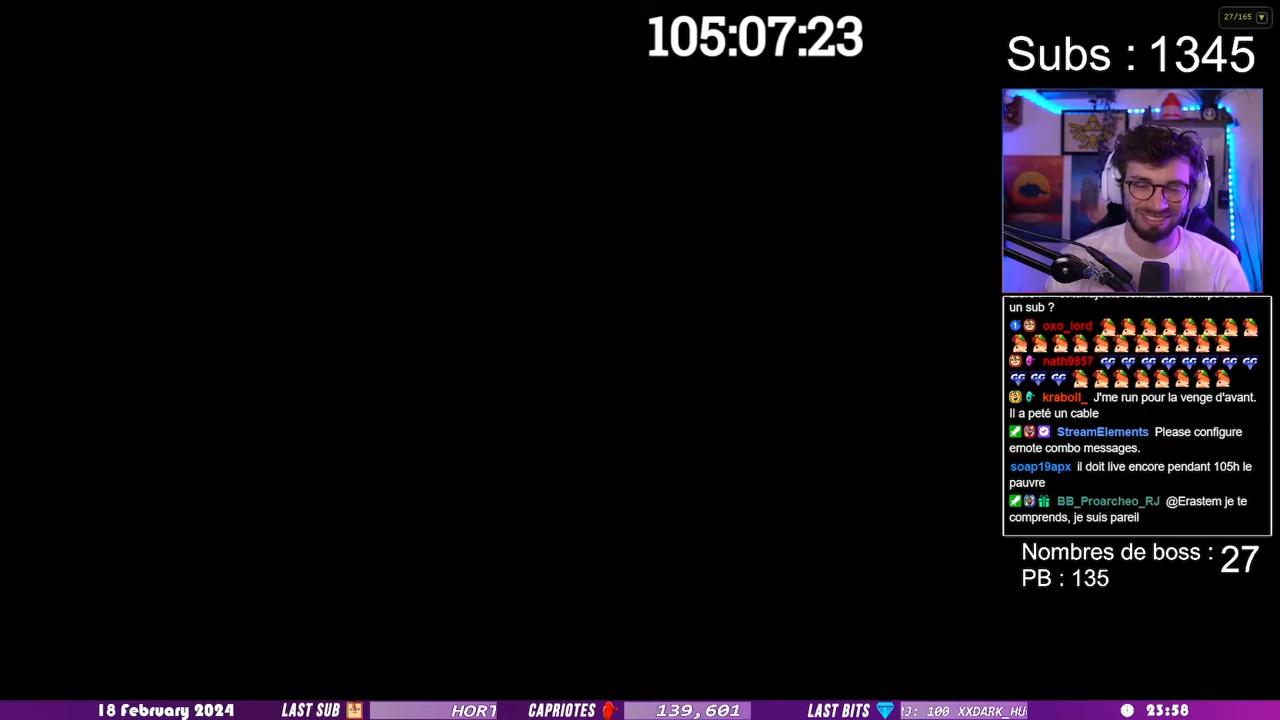 105:07:23
27/165
Subs : 1345
un sub ?
oxo_lord
nath9857
kraboll_ J'me run pour la venge d'avant.
Il a peté un cable
StreamElements Please configure
emote combo messages.
soap19apx il doit live encore pendant 105h le
pauvre
BB_Proarcheo_RJ @Erastem je te
comprends, je suis pareil
Nombres de boss : 27
PB : 135
18 February 2024 LAST SUB HORT CAPRIOTES 139,601 LAST BITS J: 100 XXDARK_HU 23:58